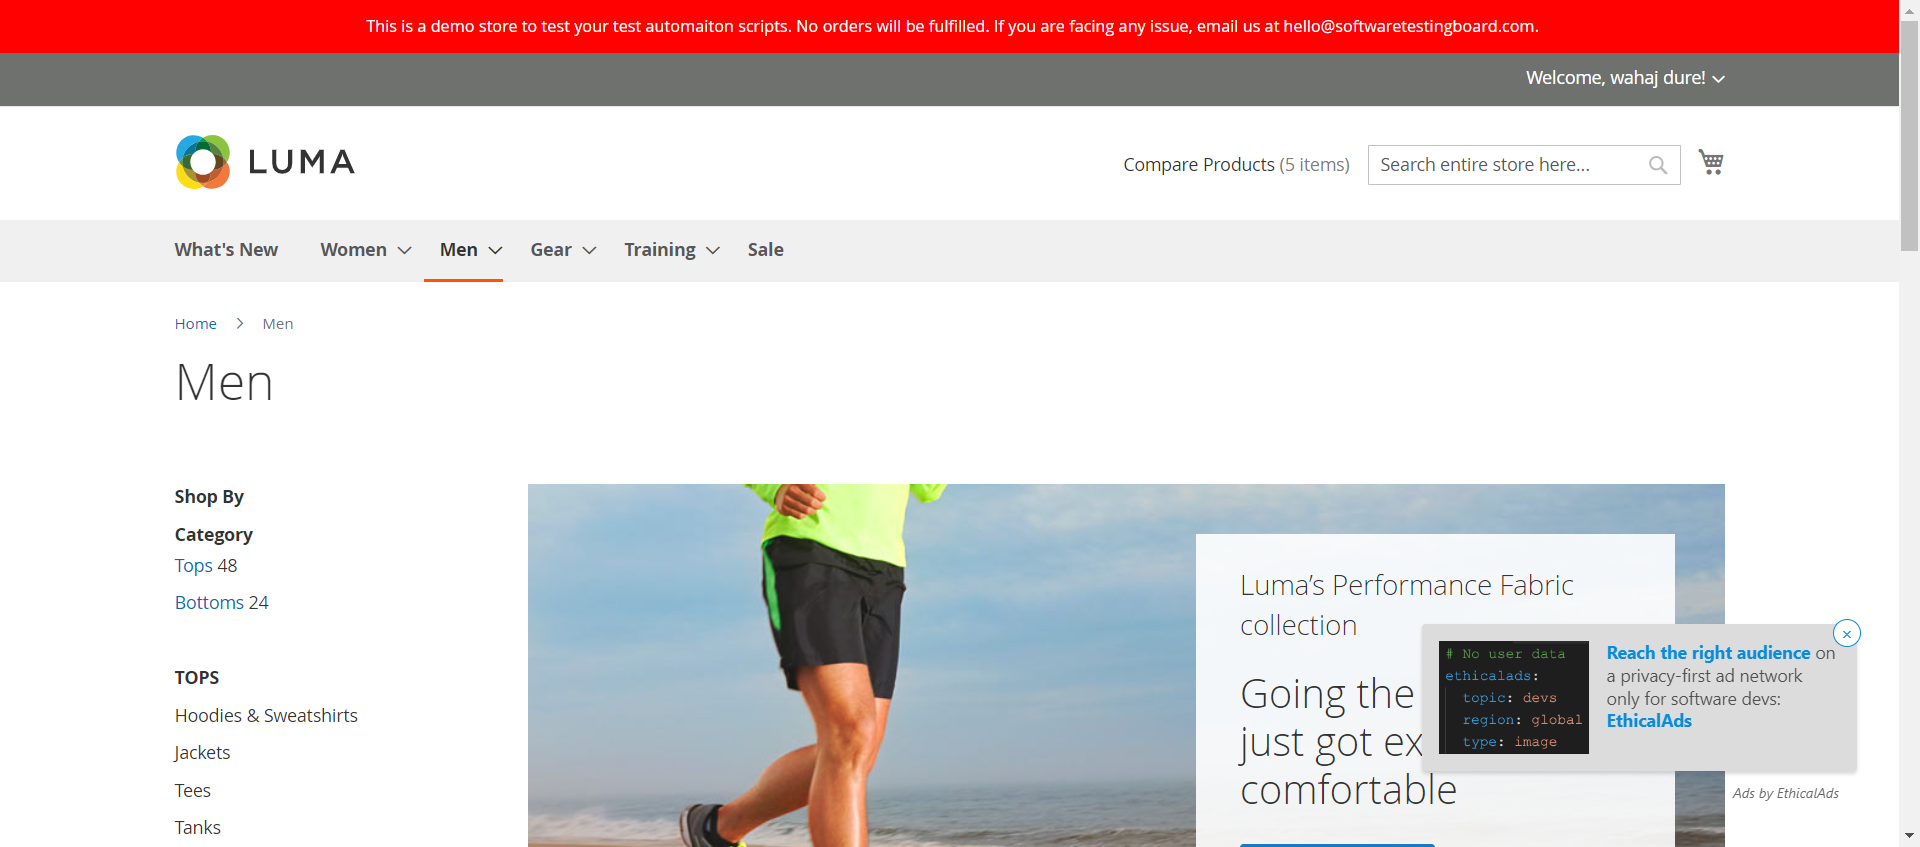 This is a demo store to test your test automaiton scripts. No orders will be fulfilled. If you are facing any issue, email us at hello@softwaretestingboard.com.
Welcome, wahaj dure!
LUMA
Compare Products (5 items)
Search entire store here...
What's New
Women
Men
Gear
Training
Sale
Home > Men
Men
Shop By
Category
Tops 48
Bottoms 24
TOPS
Hoodies & Sweatshirts
Jackets
Tees
Tanks
Luma’s Performance Fabric
collection
Going the
just got ex
comfortable
# No user data
ethicalads:
topic: devs
region: global
type: image
Reach the right audience on
a privacy-first ad network
only for software devs:
EthicalAds
Ads by EthicalAds